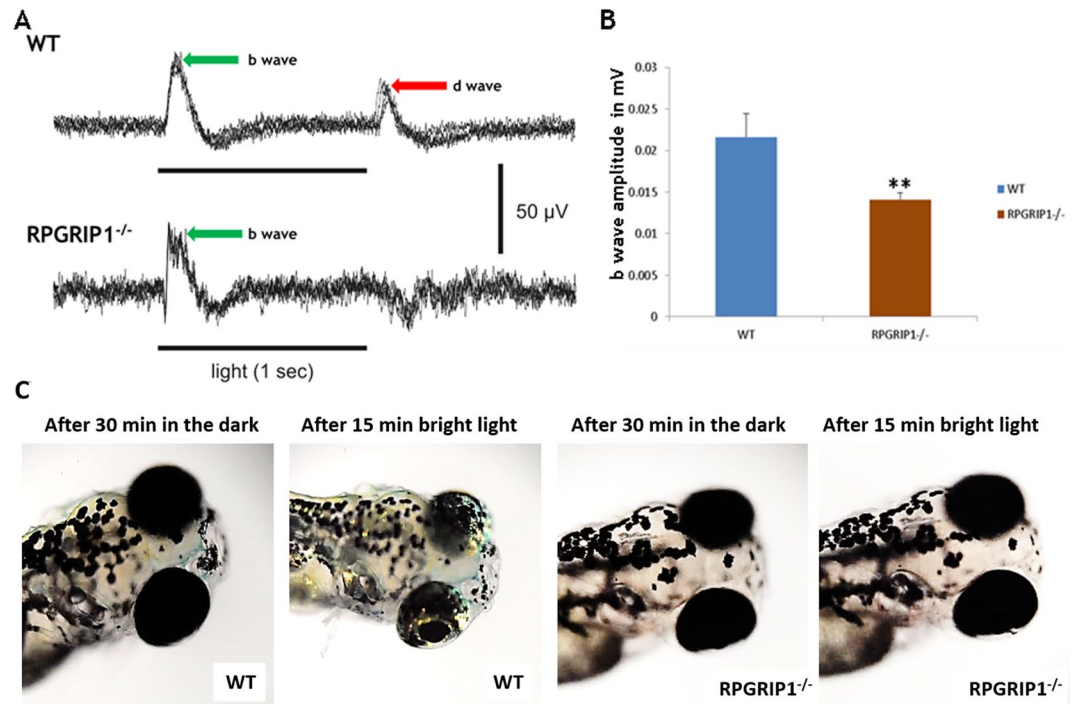 A
WT
b wave
d wave
50 µV
RPGRIP1-/-
b wave
light (1 sec)
B
b wave amplitude in mV
0.03
0.025
0.02
0.015
0.01
0.005
0
**
WT
RPGRIP1-/-
WT
RPGRIP1-/-
C
After 30 min in the dark
After 15 min bright light
After 30 min in the dark
After 15 min bright light
WT
WT
RPGRIP1-/-
RPGRIP1-/-